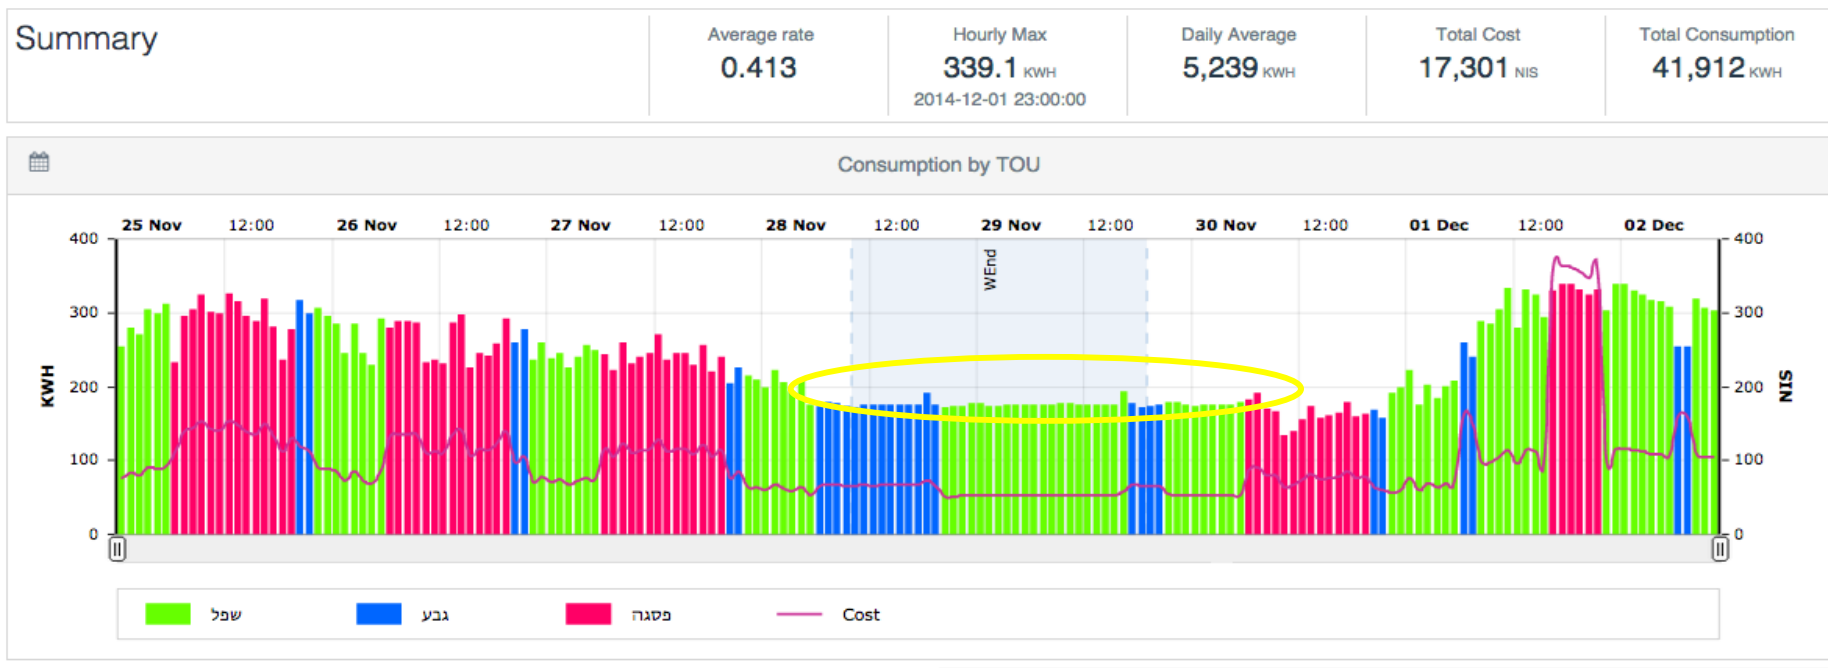 Summary
Average rate
0.413
Hourly Max
339.1 KWH
2014-12-01 23:00:00
Daily Average
5,239 KWH
Total Cost
17,301 NIS
Total Consumption
41,912 KWH
Consumption by TOU
25 Nov 12:00 26 Nov 12:00 27 Nov 12:00 28 Nov 12:00 29 Nov 12:00 30 Nov 12:00 01 Dec 12:00 02 Dec
400 400
300 300
200 200
100 100
0 0
KWH
WEnd
NIS
שפל גבע פסגה Cost